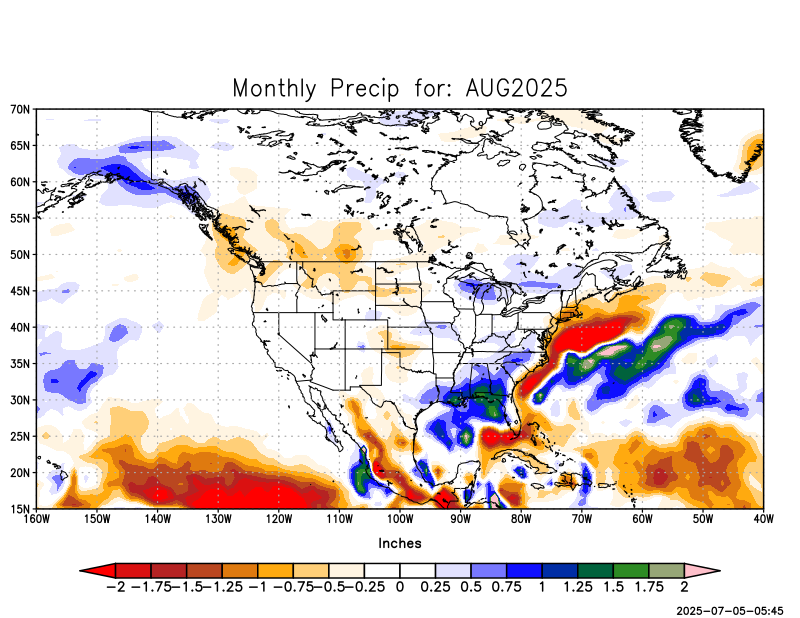 Monthly Precip for: AUG2025
70N
65N
60N
55N
50N
45N
40N
35N
30N
25N
20N
15N
160W 150W 140W 130W 120W 110W 100W 90W 80W 70W 60W 50W 40W
Inches
-2 -1.75 -1.5 -1.25 -1 -0.75 -0.5 -0.25 0 0.25 0.5 0.75 1 1.25 1.5 1.75 2
2025-07-05-05:45